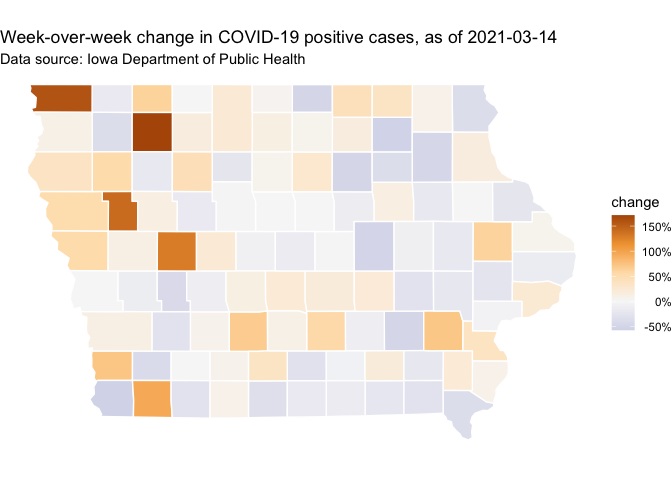 Week-over-week change in COVID-19 positive cases, as of 2021-03-14
Data source: Iowa Department of Public Health
change
150%
100%
50%
0%
-50%